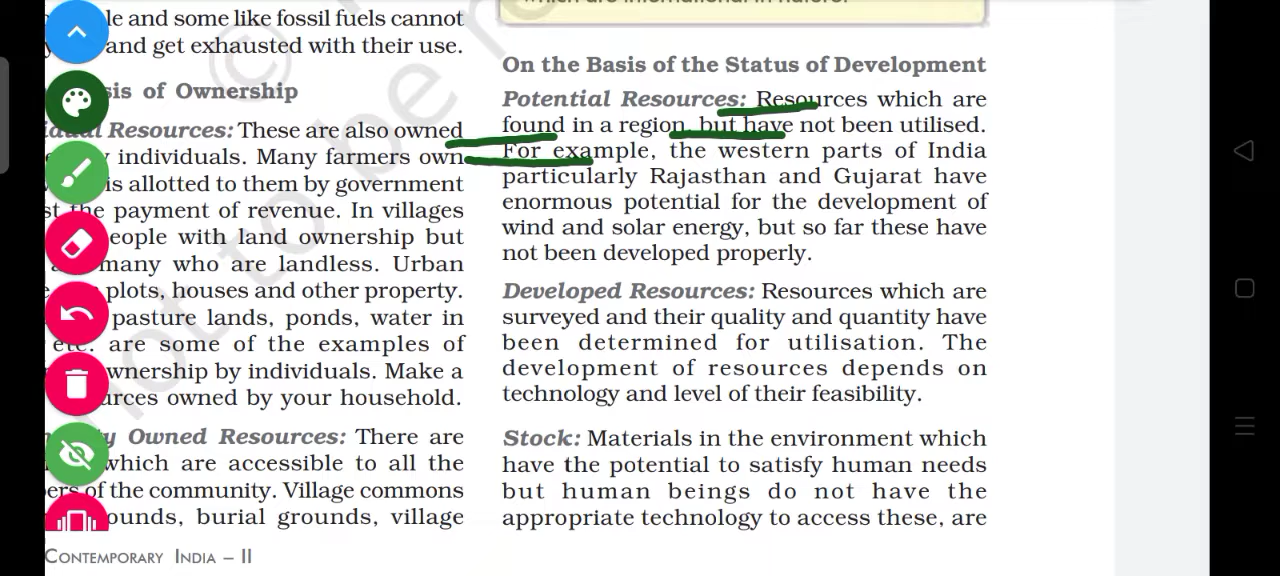 le and some like fossil fuels cannot
and get exhausted with their use.
sis of Ownership
Resources: These are also owned
individuals. Many farmers own
is allotted to them by government
the payment of revenue. In villages
eople with land ownership but
many who are landless. Urban
plots, houses and other property.
pasture lands, ponds, water in
etc. are some of the examples of
wnership by individuals. Make a
urces owned by your household.
y Owned Resources: There are
which are accessible to all the
ers of the community. Village commons
ounds, burial grounds, village
CONTEMPORARY INDIA – II
On the Basis of the Status of Development
Potential Resources: Resources which are
found in a region, but have not been utilised.
For example, the western parts of India
particularly Rajasthan and Gujarat have
enormous potential for the development of
wind and solar energy, but so far these have
not been developed properly.
Developed Resources: Resources which are
surveyed and their quality and quantity have
been determined for utilisation. The
development of resources depends on
technology and level of their feasibility.
Stock: Materials in the environment which
have the potential to satisfy human needs
but human beings do not have the
appropriate technology to access these, are
©
not to be